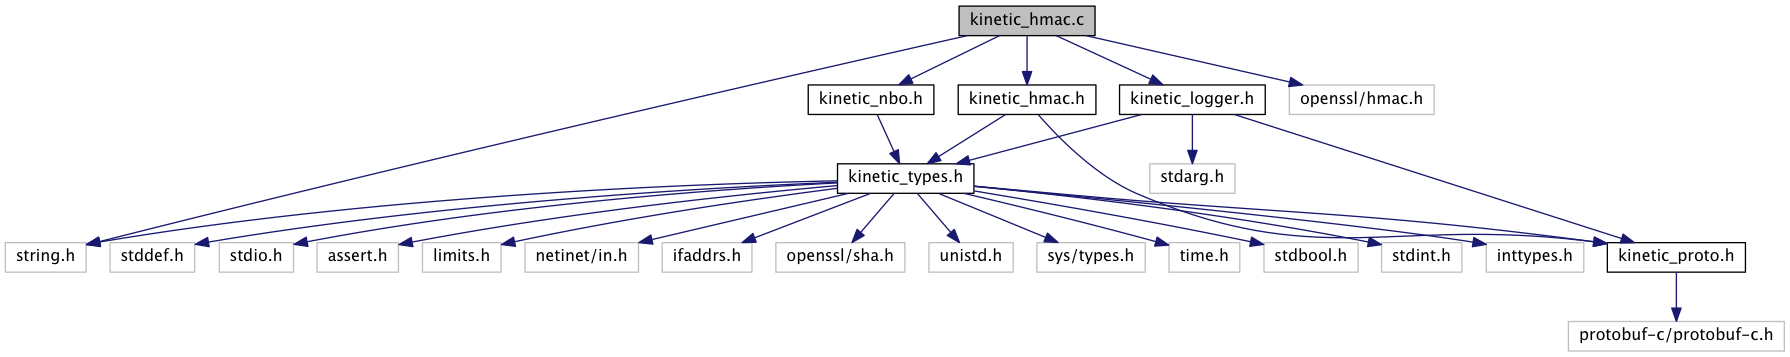 kinetic_hmac.c
kinetic_nbo.h
kinetic_hmac.h
kinetic_logger.h
openssl/hmac.h
kinetic_types.h
stdarg.h
string.h
stddef.h
stdio.h
assert.h
limits.h
netinet/in.h
ifaddrs.h
openssl/sha.h
unistd.h
sys/types.h
time.h
stdbool.h
stdint.h
inttypes.h
kinetic_proto.h
protobuf-c/protobuf-c.h